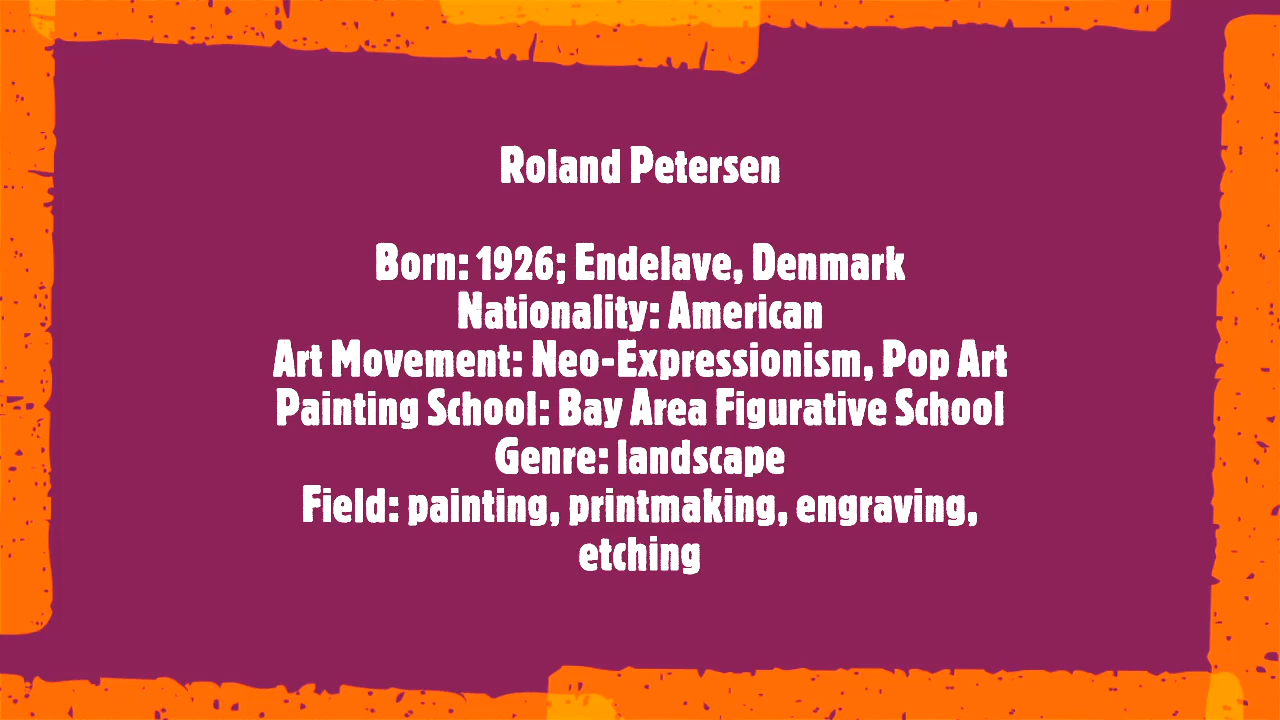 Roland Petersen
Born: 1926; Endelave, Denmark
Nationality: American
Art Movement: Neo-Expressionism, Pop Art
Painting School: Bay Area Figurative School
Genre: landscape
Field: painting, printmaking, engraving,
etching